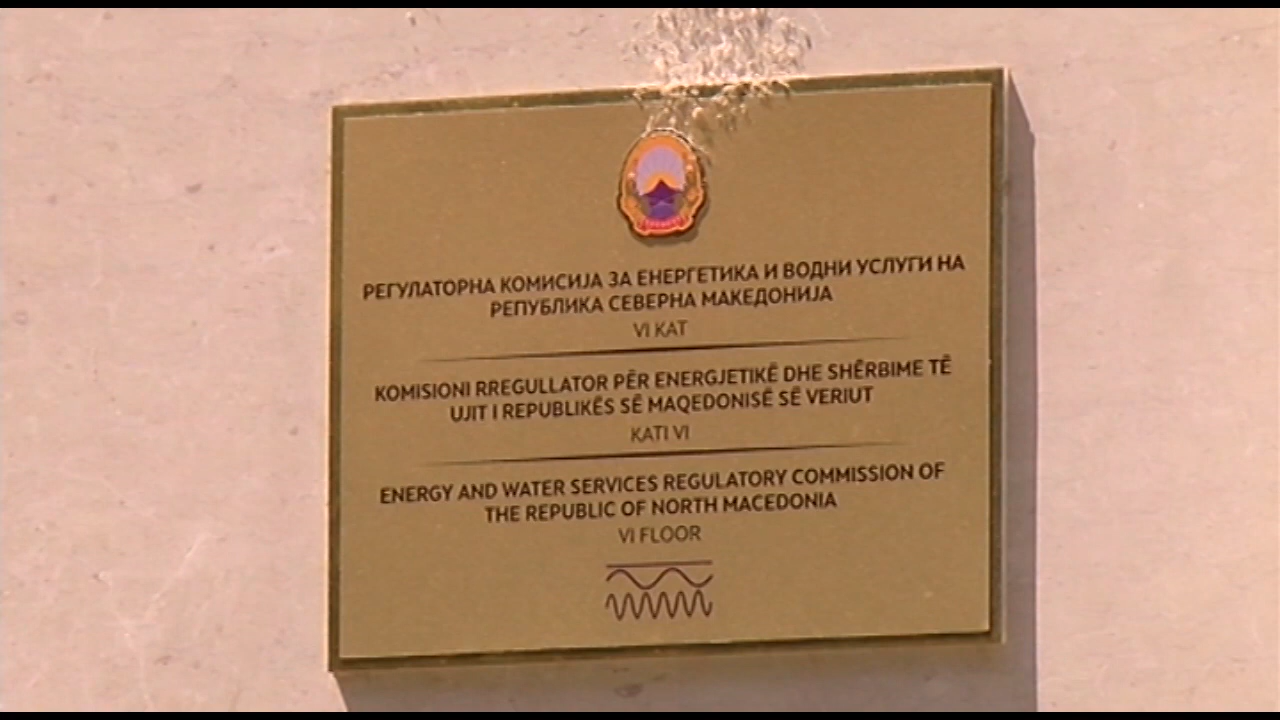 РЕГУЛАТОРНА КОМИСИЈА ЗА ЕНЕРГЕТИКА И ВОДНИ УСЛУГИ НА
РЕПУБЛИКА СЕВЕРНА МАКЕДОНИЈА
VI КАТ
KOMISIONI RREGULLATOR PËR ENERGJETIKË DHE SHËRBIME TË
UJIT I REPUBLIKËS SË MAQEDONISË SË VERIUT
KATI VI
ENERGY AND WATER SERVICES REGULATORY COMMISSION OF
THE REPUBLIC OF NORTH MACEDONIA
VI FLOOR